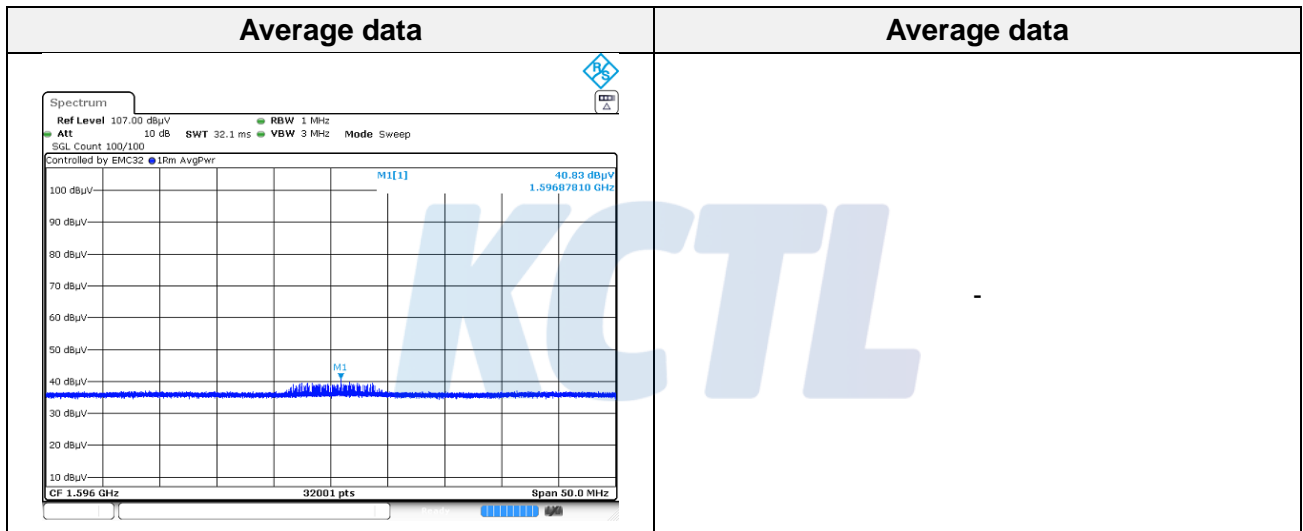 Average data
Average data
R&S
Spectrum
Ref Level 107.00 dBµV RBW 1 MHz
Att 10 dB SWT 32.1 ms VBW 3 MHz Mode Sweep
SGL Count 100/100
Controlled by EMC32 1Rm AvgPwr
M1[1] 40.83 dBµV
1.59687810 GHz
100 dBµV
90 dBµV
80 dBµV
70 dBµV
60 dBµV
50 dBµV
M1
40 dBµV
30 dBµV
20 dBµV
10 dBµV
CF 1.596 GHz 32001 pts Span 50.0 MHz
-
KCTL